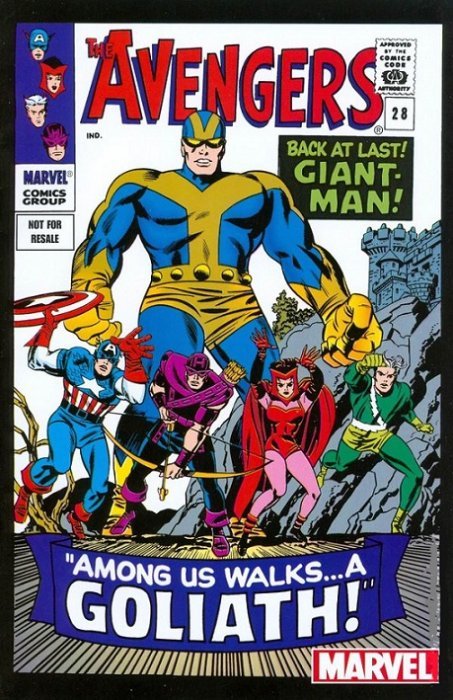 THE AVENGERS
®
APPROVED
BY THE
COMICS
CODE
AUTHORITY
28
IND.
BACK AT LAST!
GIANT-
MAN!
MARVEL®
COMICS
GROUP
NOT FOR
RESALE
"AMONG US WALKS...A
GOLIATH!"
MARVEL